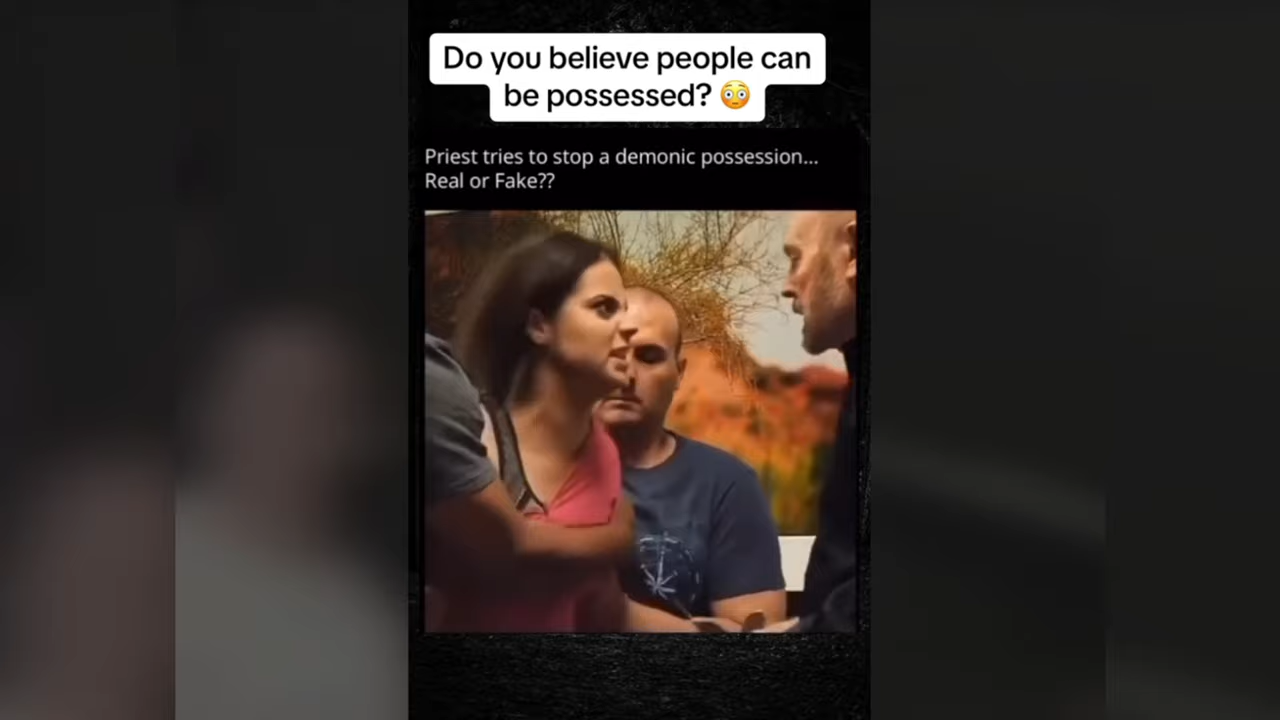 Do you believe people can
be possessed? 😳
Priest tries to stop a demonic possession...
Real or Fake??